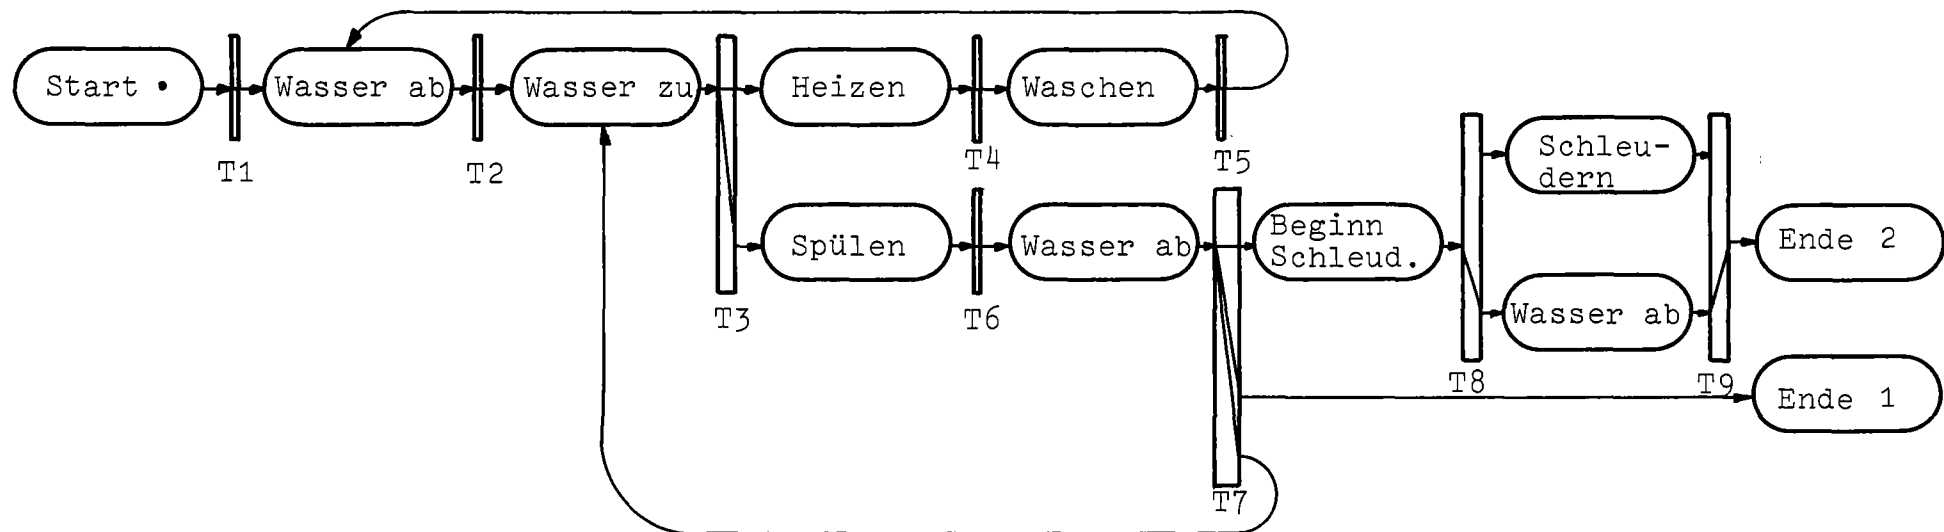 Start •
Wasser ab
Wasser zu
Heizen
Waschen
T1
T2
T4
T5
Schleu-
dern
Spülen
Wasser ab
Beginn
Schleud.
Ende 2
T3
T6
Wasser ab
T8
T9
Ende 1
T7